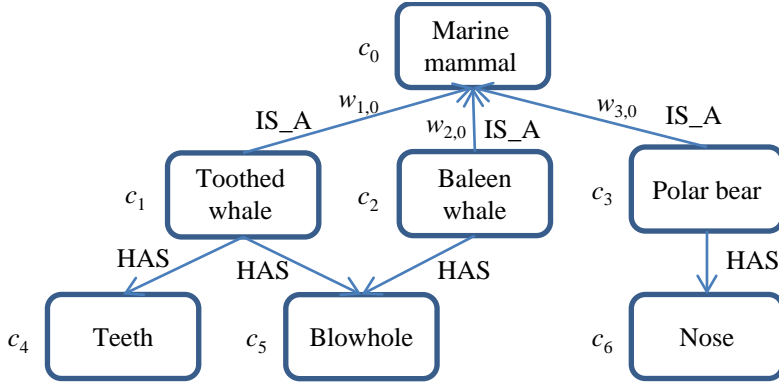 Marine
mammal
c0
w1,0
IS_A
w2,0
IS_A
w3,0
IS_A
c1
Toothed
whale
c2
Baleen
whale
c3
Polar bear
HAS
HAS
HAS
HAS
c4
Teeth
c5
Blowhole
c6
Nose